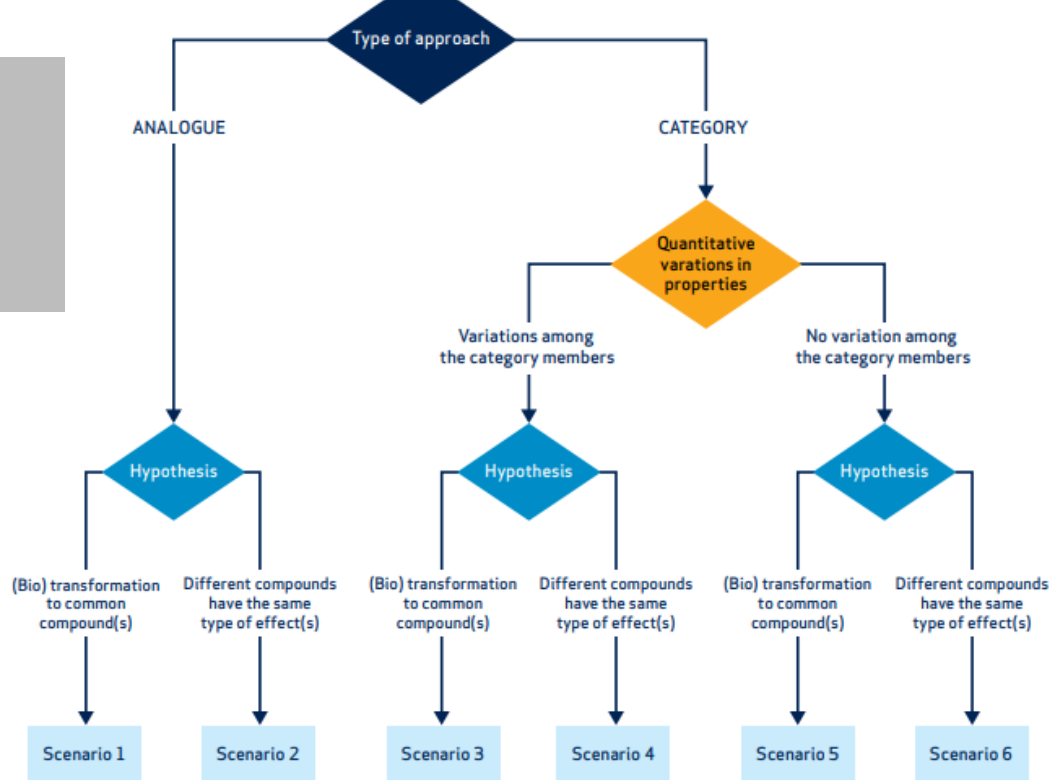 Type of approach
ANALOGUE
CATEGORY
Quantitative
varations in
properties
Variations among
the category members
No variation among
the category members
Hypothesis
Hypothesis
Hypothesis
(Bio) transformation
to common
compound(s)
Different compounds
have the same
type of effect(s)
(Bio) transformation
to common
compound(s)
Different compounds
have the same
type of effect(s)
(Bio) transformation
to common
compound(s)
Different compounds
have the same
type of effect(s)
Scenario 1
Scenario 2
Scenario 3
Scenario 4
Scenario 5
Scenario 6